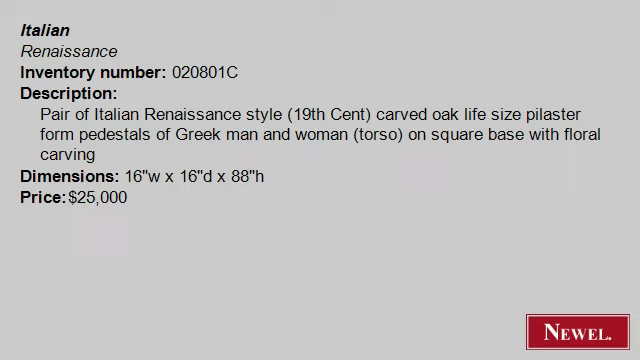 Italian
Renaissance
Inventory number: 020801C
Description:
Pair of Italian Renaissance style (19th Cent) carved oak life size pilaster
form pedestals of Greek man and woman (torso) on square base with floral
carving
Dimensions: 16"w x 16"d x 88"h
Price:$25,000
NEWEL.